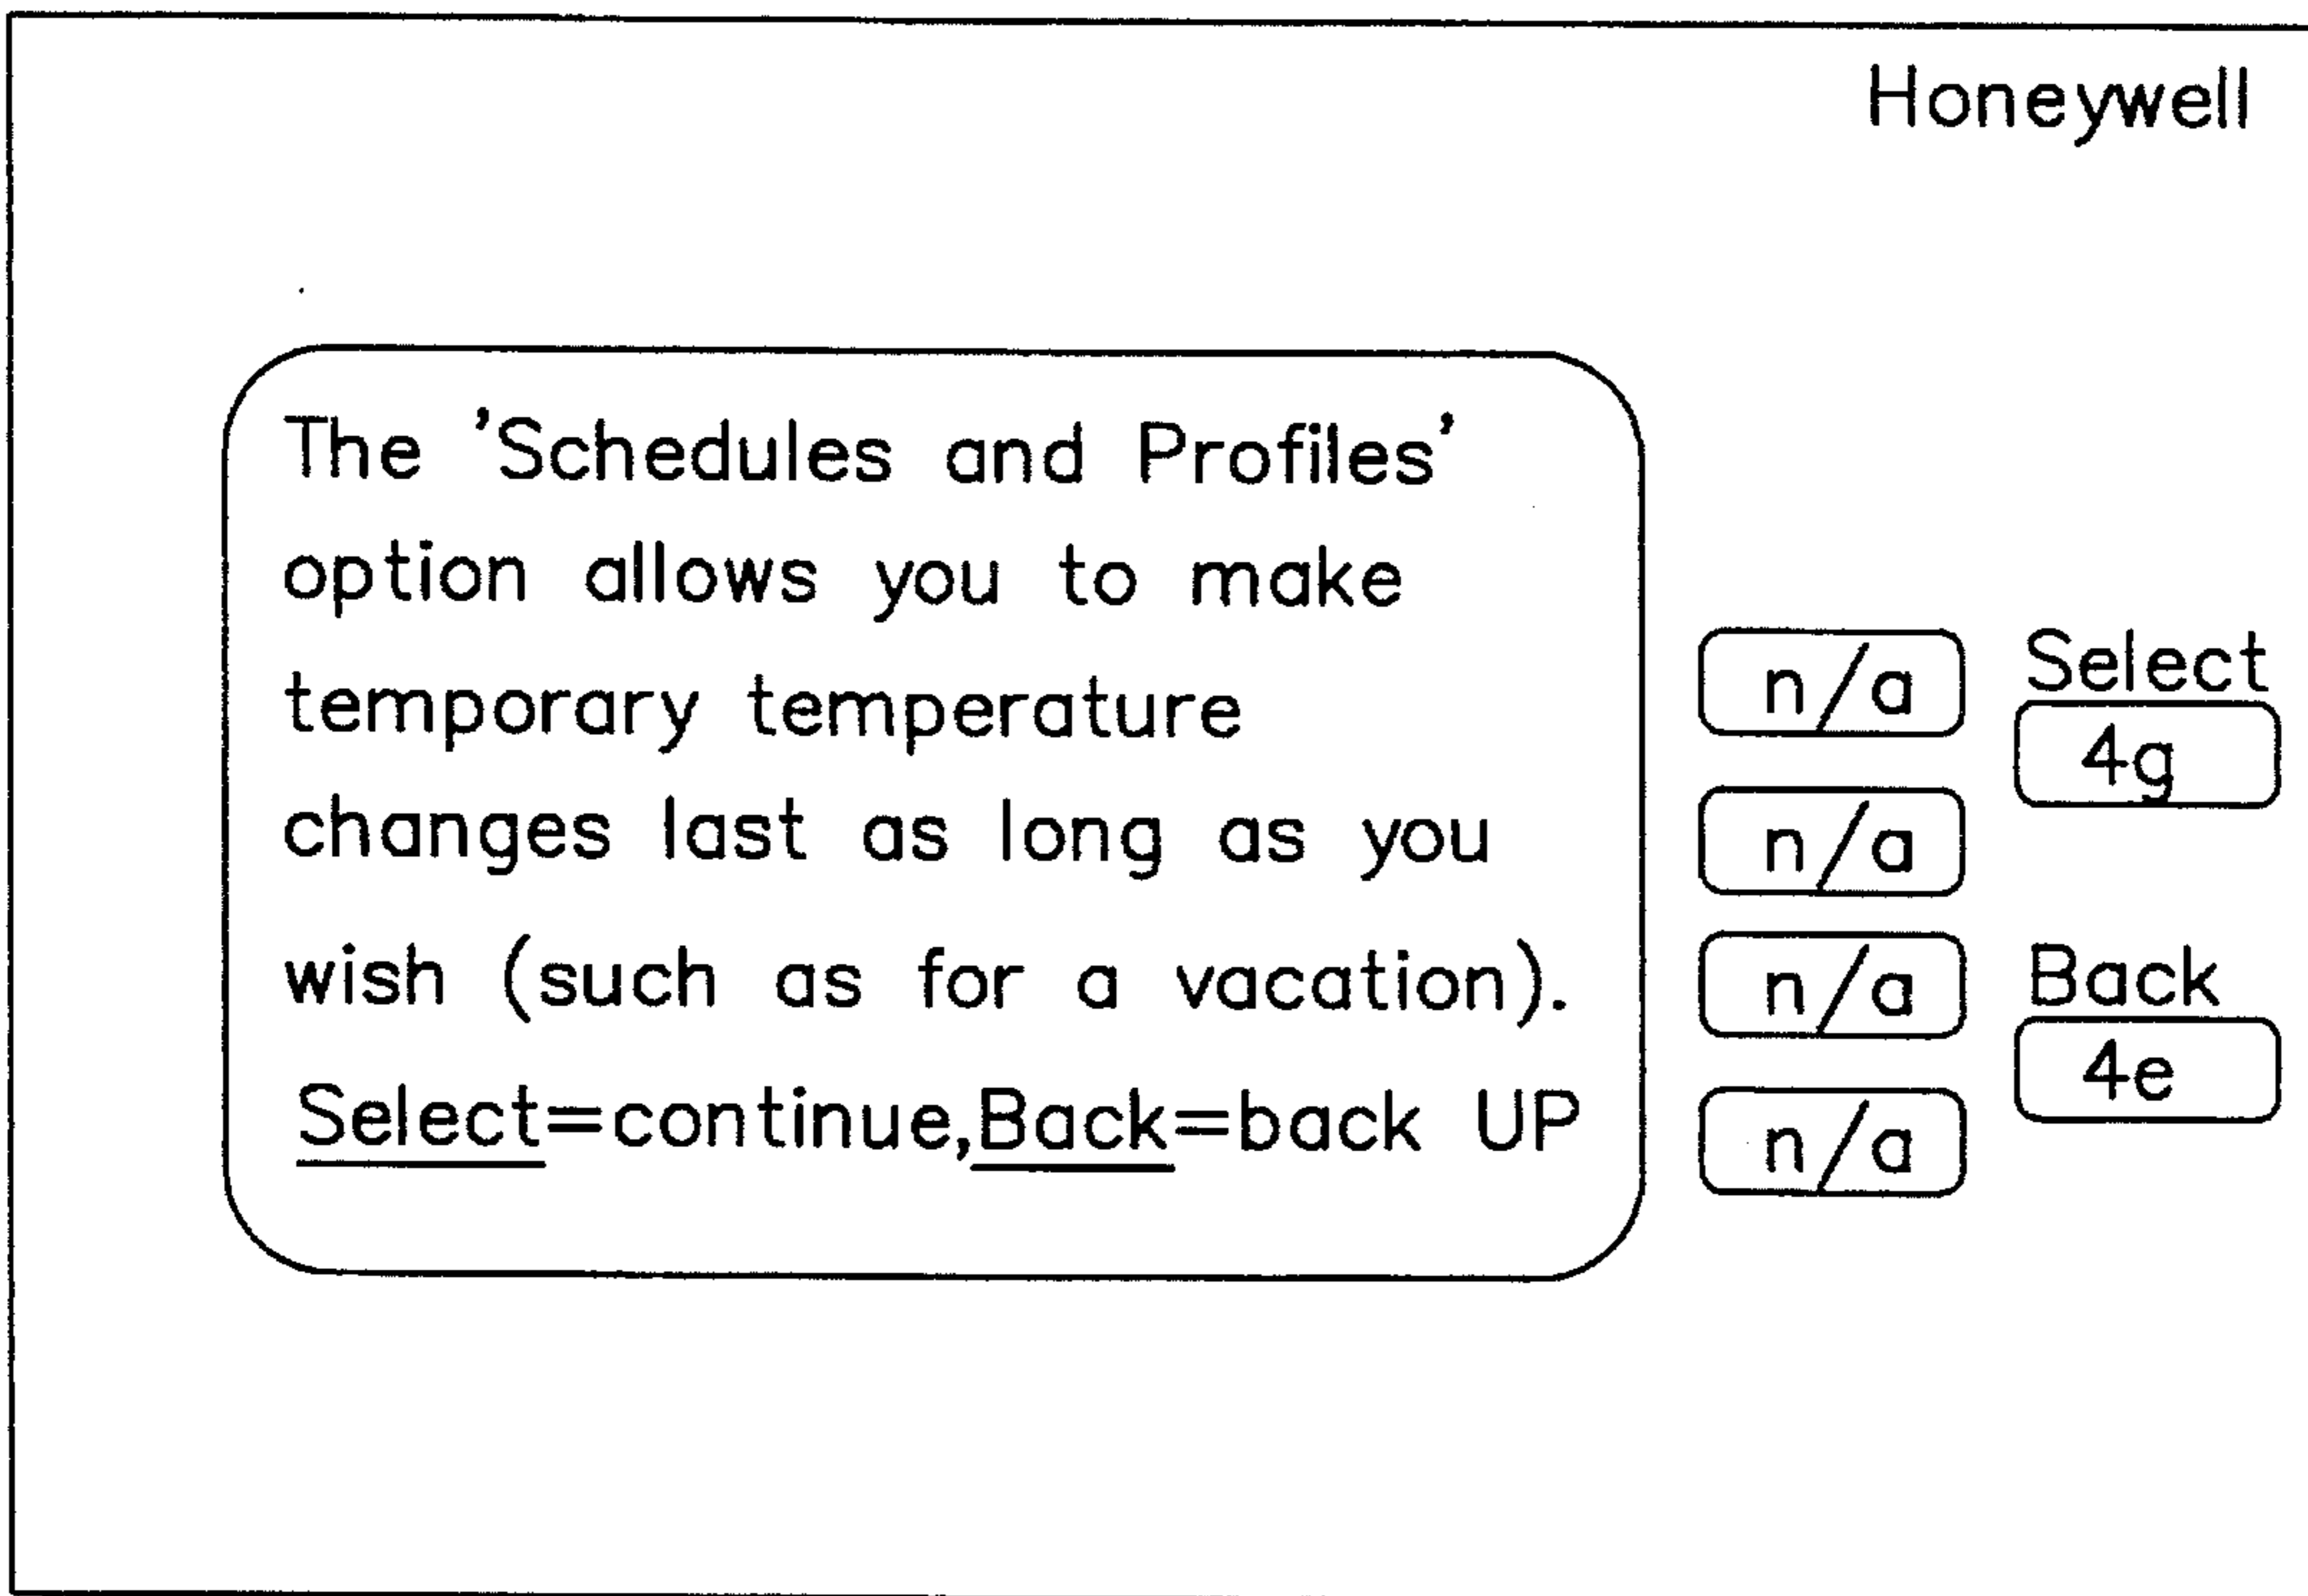 Honeywell
The 'Schedules and Profiles'
option allows you to make
temporary temperature
changes last as long as you
wish (such as for a vacation).
Select=continue,Back=back UP
n/a
n/a
n/a
n/a
Select
4g
Back
4e